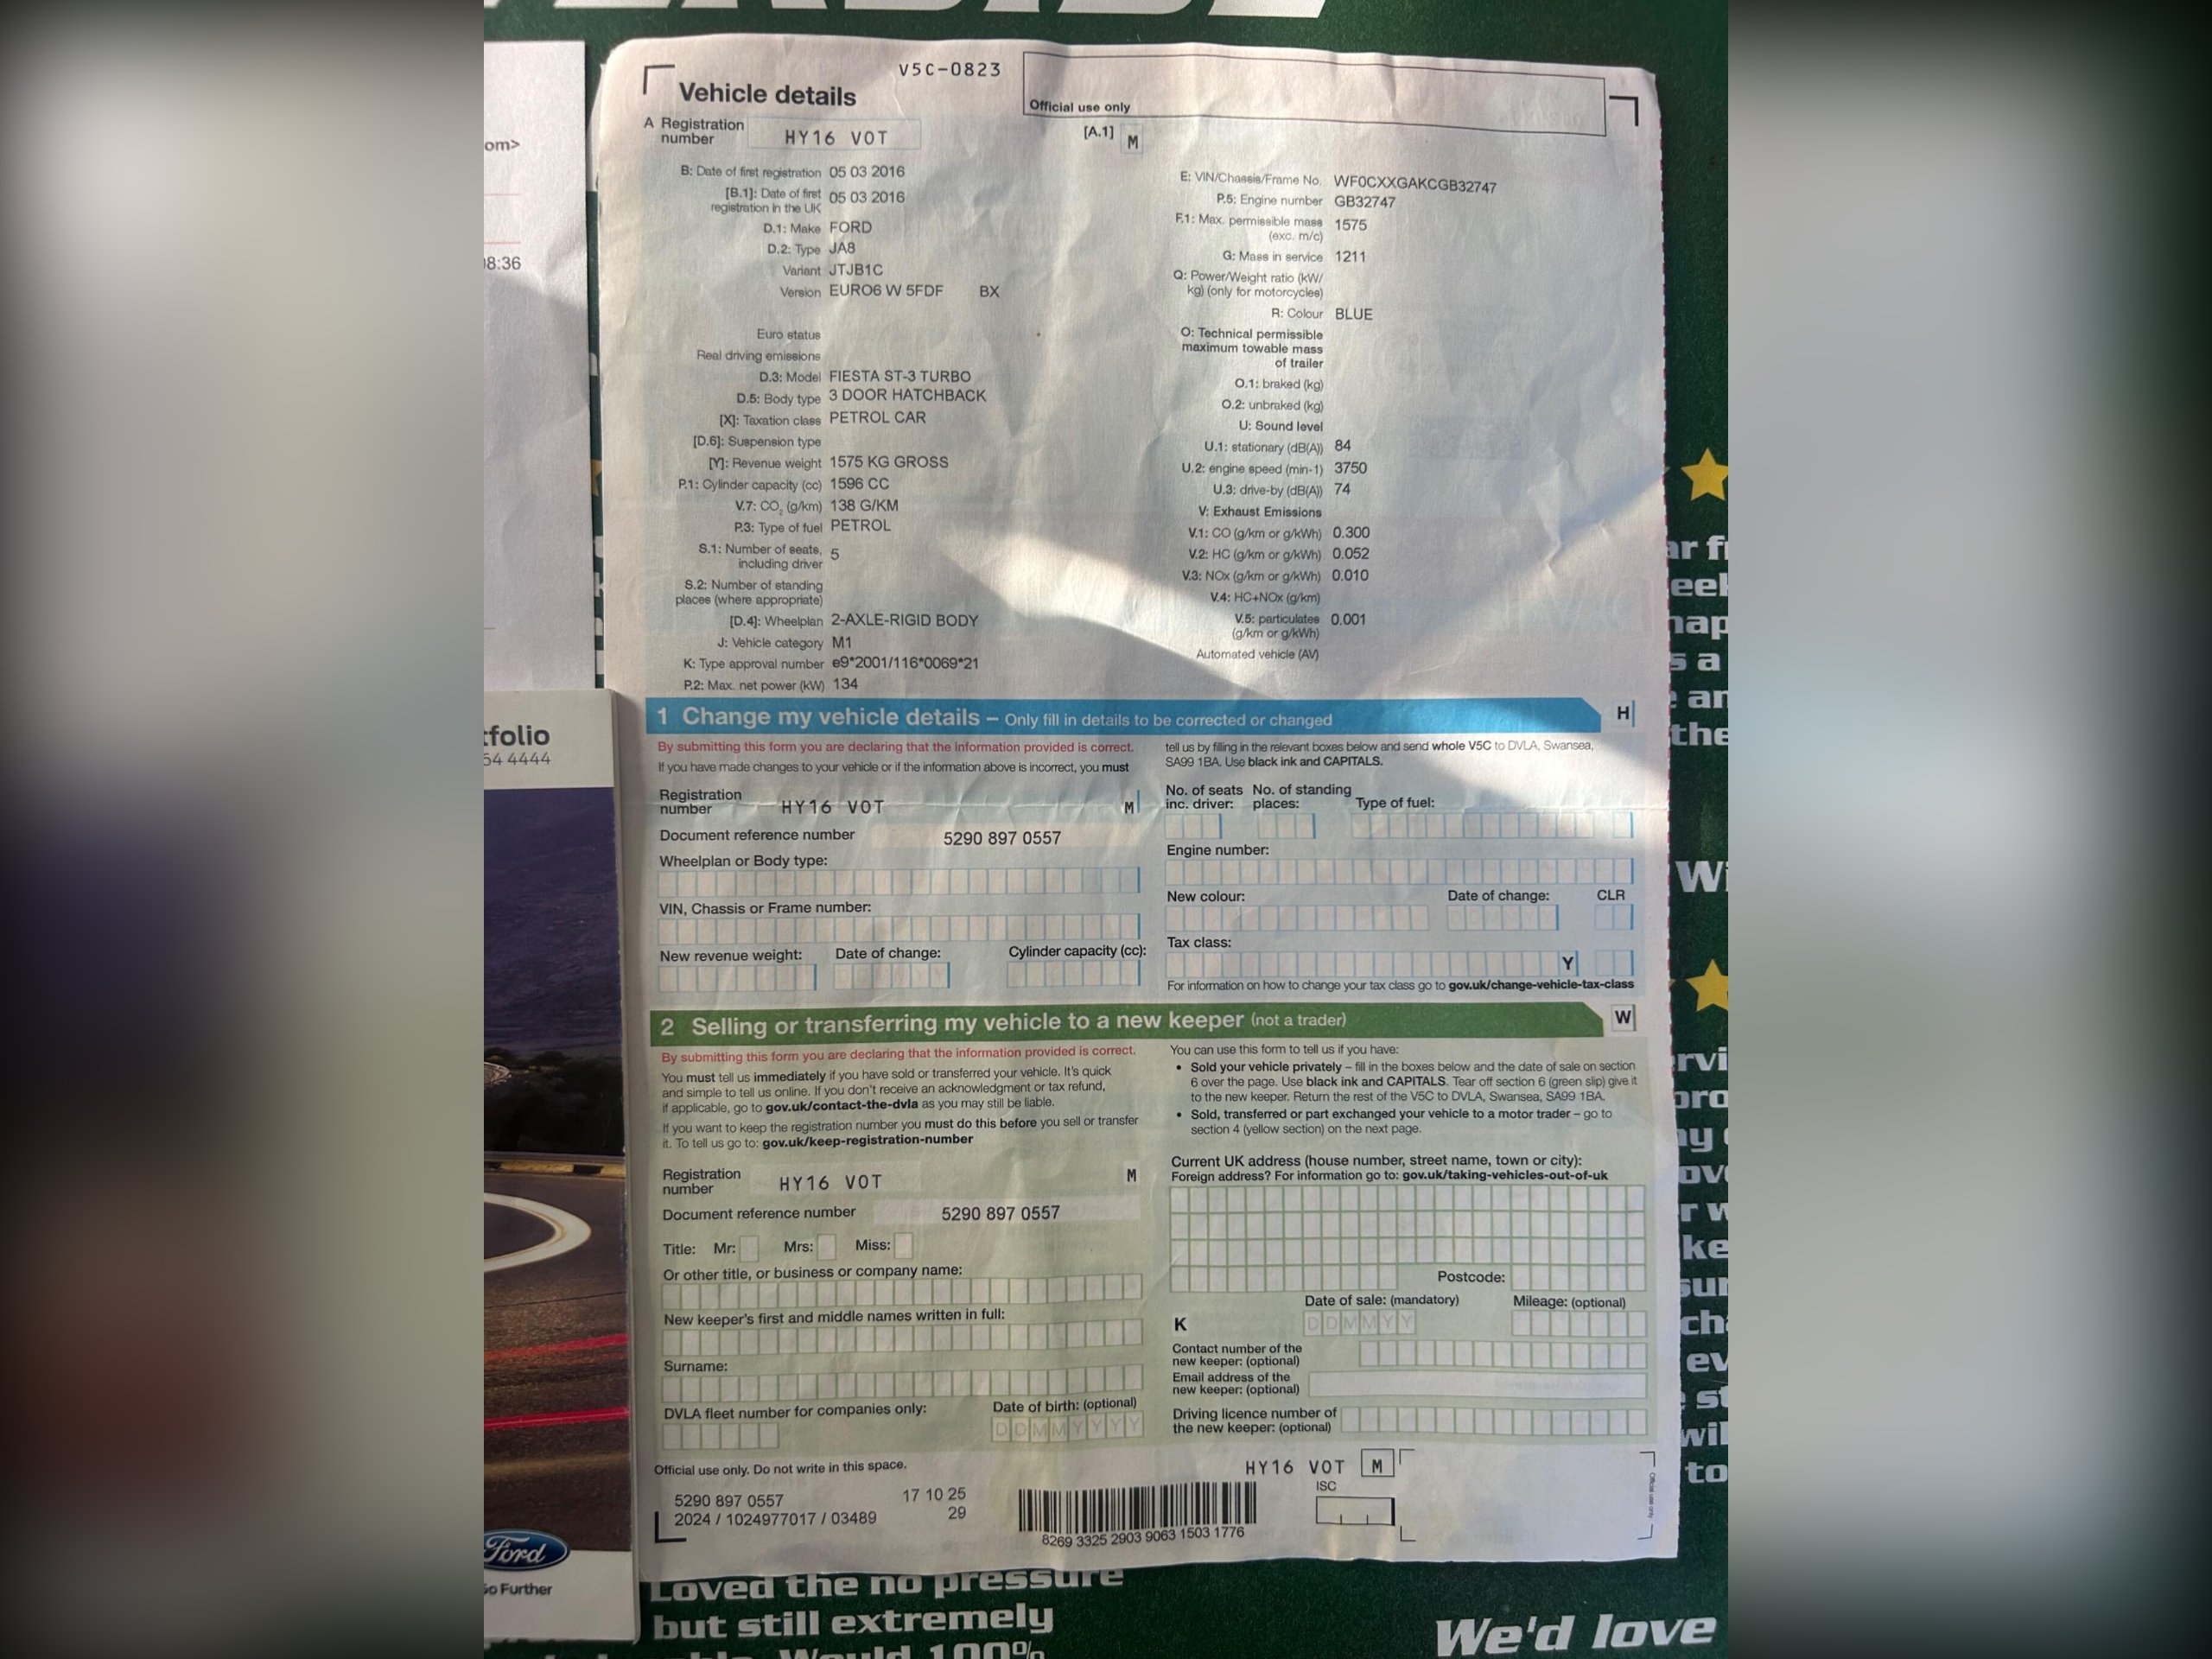 V5C-0823
Vehicle details
Official use only
A Registration number HY16 VOT
[A.1] M
B: Date of first registration 05 03 2016
[B.1]: Date of first registration in the UK 05 03 2016
D.1: Make FORD
D.2: Type JA8
Variant JTJB1C
Version EURO6 W 5FDF BX
Euro status
Real driving emissions
D.3: Model FIESTA ST-3 TURBO
D.5: Body type 3 DOOR HATCHBACK
[X]: Taxation class PETROL CAR
[D.6]: Suspension type
[Y]: Revenue weight 1575 KG GROSS
P.1: Cylinder capacity (cc) 1596 CC
V.7: CO₂ (g/km) 138 G/KM
P.3: Type of fuel PETROL
S.1: Number of seats, including driver 5
S.2: Number of standing places (where appropriate)
[D.4]: Wheelplan 2-AXLE-RIGID BODY
J: Vehicle category M1
K: Type approval number e9*2001/116*0069*21
P.2: Max. net power (kW) 134
E: VIN/Chassis/Frame No. WF0CXXGAKCGB32747
P.5: Engine number GB32747
F.1: Max. permissible mass (exc. m/c) 1575
G: Mass in service 1211
Q: Power/Weight ratio (kW/kg) (only for motorcycles)
R: Colour BLUE
O: Technical permissible maximum towable mass of trailer
O.1: braked (kg)
O.2: unbraked (kg)
U: Sound level
U.1: stationary (dB(A)) 84
U.2: engine speed (min-1) 3750
U.3: drive-by (dB(A)) 74
V: Exhaust Emissions
V.1: CO (g/km or g/kWh) 0.300
V.2: HC (g/km or g/kWh) 0.052
V.3: NOx (g/km or g/kWh) 0.010
V.4: HC+NOx (g/km)
V.5: particulates (g/km or g/kWh) 0.001
Automated vehicle (AV)
1 Change my vehicle details – Only fill in details to be corrected or changed
H
By submitting this form you are declaring that the information provided is correct.
If you have made changes to your vehicle or if the information above is incorrect, you must
tell us by filling in the relevant boxes below and send whole V5C to DVLA, Swansea,
SA99 1BA. Use black ink and CAPITALS.
Registration number HY16 VOT M
Document reference number 5290 897 0557
Wheelplan or Body type:
VIN, Chassis or Frame number:
New revenue weight: Date of change: Cylinder capacity (cc):
No. of seats inc. driver: No. of standing places: Type of fuel:
Engine number:
New colour: Date of change: CLR
Tax class:
Y
For information on how to change your tax class go to gov.uk/change-vehicle-tax-class
2 Selling or transferring my vehicle to a new keeper (not a trader)
W
By submitting this form you are declaring that the information provided is correct.
You must tell us immediately if you have sold or transferred your vehicle. It's quick
and simple to tell us online. If you don't receive an acknowledgment or tax refund,
if applicable, go to gov.uk/contact-the-dvla as you may still be liable.
If you want to keep the registration number you must do this before you sell or transfer
it. To tell us go to: gov.uk/keep-registration-number
Registration number HY16 VOT M
Document reference number 5290 897 0557
Title: Mr: Mrs: Miss:
Or other title, or business or company name:
New keeper's first and middle names written in full:
Surname:
DVLA fleet number for companies only: Date of birth: (optional)
D D M M Y Y Y Y
You can use this form to tell us if you have:
• Sold your vehicle privately – fill in the boxes below and the date of sale on section
6 over the page. Use black ink and CAPITALS. Tear off section 6 (green slip) give it
to the new keeper. Return the rest of the V5C to DVLA, Swansea, SA99 1BA.
• Sold, transferred or part exchanged your vehicle to a motor trader – go to
section 4 (yellow section) on the next page.
Current UK address (house number, street name, town or city):
Foreign address? For information go to: gov.uk/taking-vehicles-out-of-uk
Postcode:
Date of sale: (mandatory) Mileage: (optional)
K D D M M Y Y
Contact number of the new keeper: (optional)
Email address of the new keeper: (optional)
Driving licence number of the new keeper: (optional)
Official use only. Do not write in this space.
HY16 VOT M
5290 897 0557 17 10 25
2024 / 1024977017 / 03489 29
8269 3325 2903 9063 1503 1776
ISC
Official use only
om>
08:36
tfolio
54 4444
Ford
Go Further
Loved the no pressure
but still extremely
Would 100%
We'd love